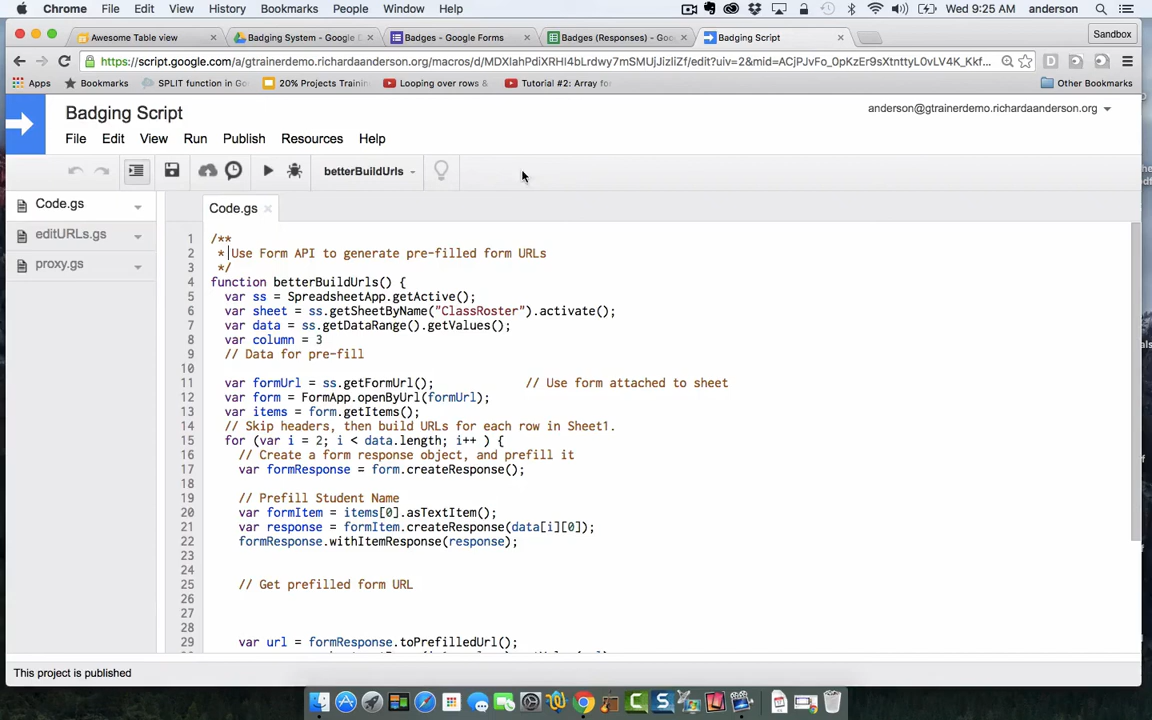 Chrome File Edit View History Bookmarks People Window Help Wed 9:25 AM anderson
Awesome Table view Badging System - Google Badges - Google Forms Badges (Responses) - Goog Badging Script Sandbox
Apps Bookmarks SPLIT function in Goo 20% Projects Training Looping over rows & Tutorial #2: Array for Other Bookmarks
Badging Script
anderson@gtrainerdemo.richardaanderson.org
File Edit View Run Publish Resources Help
betterBuildUrls
Code.gs
editURLs.gs
proxy.gs
Code.gs
1 /**
2 * Use Form API to generate pre-filled form URLs
3 */
4 function betterBuildUrls() {
5 var ss = SpreadsheetApp.getActive();
6 var sheet = ss.getSheetByName("ClassRoster").activate();
7 var data = ss.getDataRange().getValues();
8 var column = 3
9 // Data for pre-fill
10
11 var formUrl = ss.getFormUrl(); // Use form attached to sheet
12 var form = FormApp.openByUrl(formUrl);
13 var items = form.getItems();
14 // Skip headers, then build URLs for each row in Sheet1.
15 for (var i = 2; i < data.length; i++ ) {
16 // Create a form response object, and prefill it
17 var formResponse = form.createResponse();
18
19 // Prefill Student Name
20 var formItem = items[0].asTextItem();
21 var response = formItem.createResponse(data[i][0]);
22 formResponse.withItemResponse(response);
23
24
25 // Get prefilled form URL
26
27
28
29 var url = formResponse.toPrefilledUrl();
This project is published